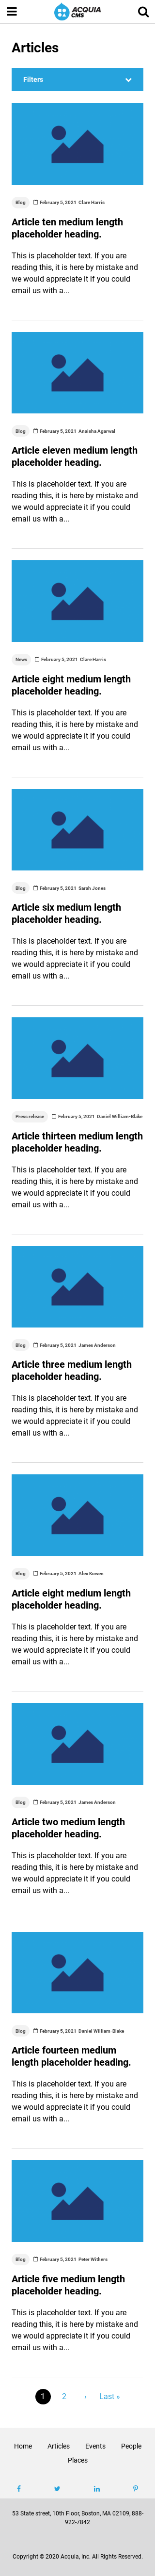 ACQUIA
CMS
Articles
Filters
Blog February 5, 2021 Clare Harris
Article ten medium length
placeholder heading.
This is placeholder text. If you are
reading this, it is here by mistake and
we would appreciate it if you could
email us with a...
Blog February 5, 2021 Anaisha Agarwal
Article eleven medium length
placeholder heading.
This is placeholder text. If you are
reading this, it is here by mistake and
we would appreciate it if you could
email us with a...
News February 5, 2021 Clare Harris
Article eight medium length
placeholder heading.
This is placeholder text. If you are
reading this, it is here by mistake and
we would appreciate it if you could
email us with a...
Blog February 5, 2021 Sarah Jones
Article six medium length
placeholder heading.
This is placeholder text. If you are
reading this, it is here by mistake and
we would appreciate it if you could
email us with a...
Press release February 5, 2021 Daniel William-Blake
Article thirteen medium length
placeholder heading.
This is placeholder text. If you are
reading this, it is here by mistake and
we would appreciate it if you could
email us with a...
Blog February 5, 2021 James Anderson
Article three medium length
placeholder heading.
This is placeholder text. If you are
reading this, it is here by mistake and
we would appreciate it if you could
email us with a...
Blog February 5, 2021 Alex Kowen
Article eight medium length
placeholder heading.
This is placeholder text. If you are
reading this, it is here by mistake and
we would appreciate it if you could
email us with a...
Blog February 5, 2021 James Anderson
Article two medium length
placeholder heading.
This is placeholder text. If you are
reading this, it is here by mistake and
we would appreciate it if you could
email us with a...
Blog February 5, 2021 Daniel William-Blake
Article fourteen medium
length placeholder heading.
This is placeholder text. If you are
reading this, it is here by mistake and
we would appreciate it if you could
email us with a...
Blog February 5, 2021 Peter Withers
Article five medium length
placeholder heading.
This is placeholder text. If you are
reading this, it is here by mistake and
we would appreciate it if you could
email us with a...
1 2 › Last »
Home Articles Events People
Places
53 State street, 10th Floor, Boston, MA 02109, 888-
922-7842
Copyright © 2020 Acquia, Inc. All Rights Reserved.